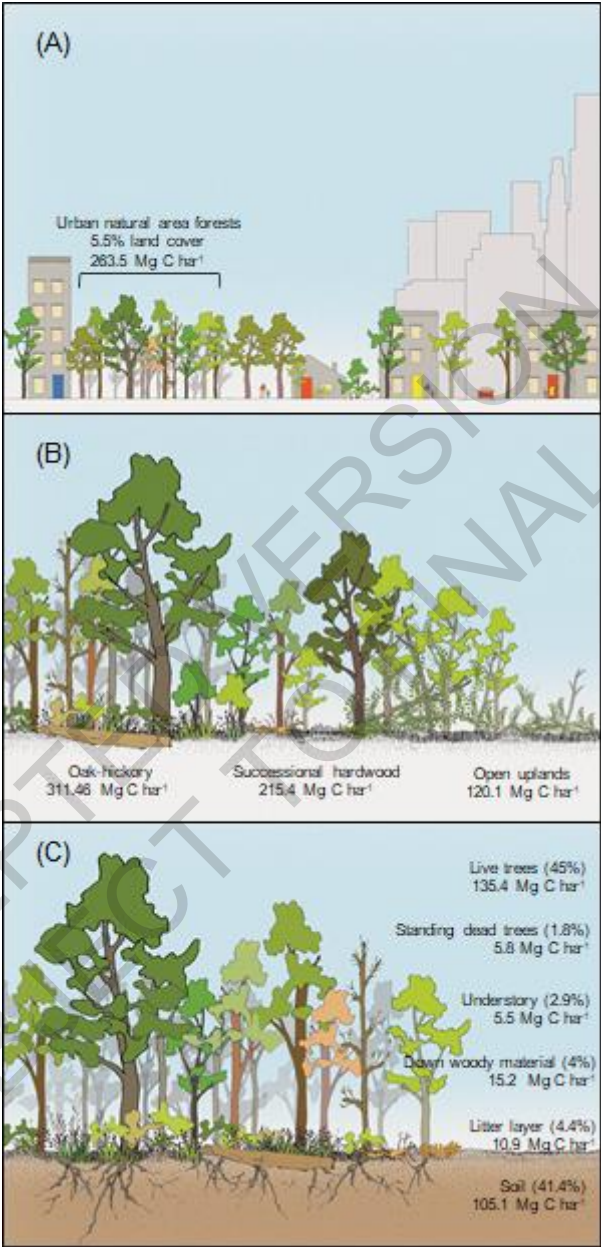 (A)
Urban natural area forests
5.5% land cover
263.5 Mg C ha⁻¹
(B)
Oak-hickory
311.46 Mg C ha⁻¹
Successional hardwood
215.4 Mg C ha⁻¹
Open uplands
120.1 Mg C ha⁻¹
(C)
Live trees (45%)
135.4 Mg C ha⁻¹
Standing dead trees (1.8%)
5.8 Mg C ha⁻¹
Understory (2.9%)
5.5 Mg C ha⁻¹
Down woody material (4%)
15.2 Mg C ha⁻¹
Litter layer (4.4%)
10.9 Mg C ha⁻¹
Soil (41.4%)
105.1 Mg C ha⁻¹
VERSION